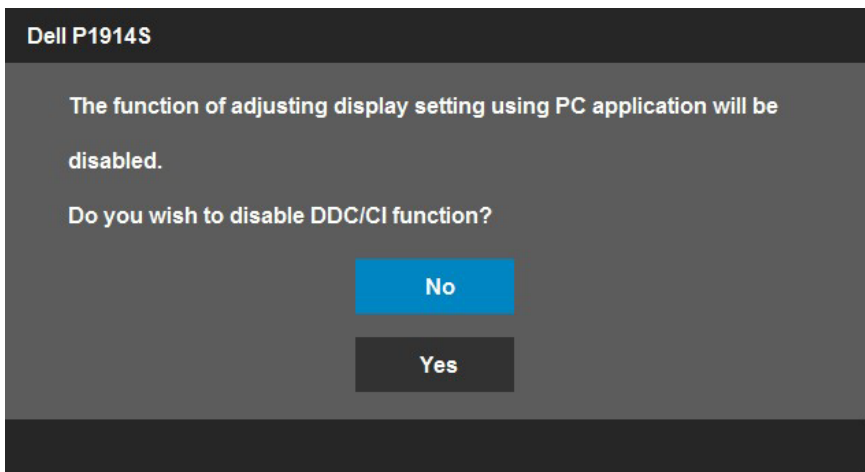 Dell P1914S
The function of adjusting display setting using PC application will be
disabled.
Do you wish to disable DDC/CI function?
No
Yes